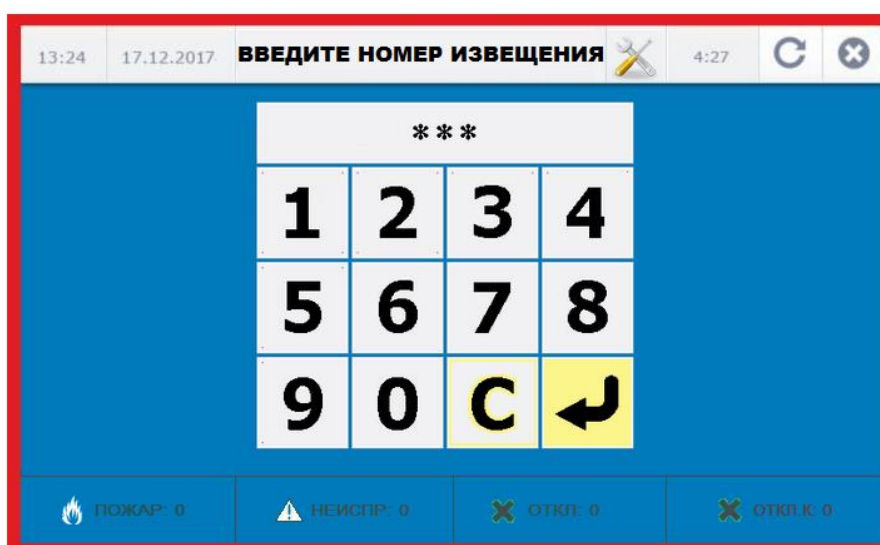 13:24 17.12.2017 ВВЕДИТЕ НОМЕР ИЗВЕЩЕНИЯ 4:27
***
1 2 3 4
5 6 7 8
9 0 C
ПОЖАР: 0 НЕИСПР: 0 ОТКЛ: 0 ОТКЛ.К: 0